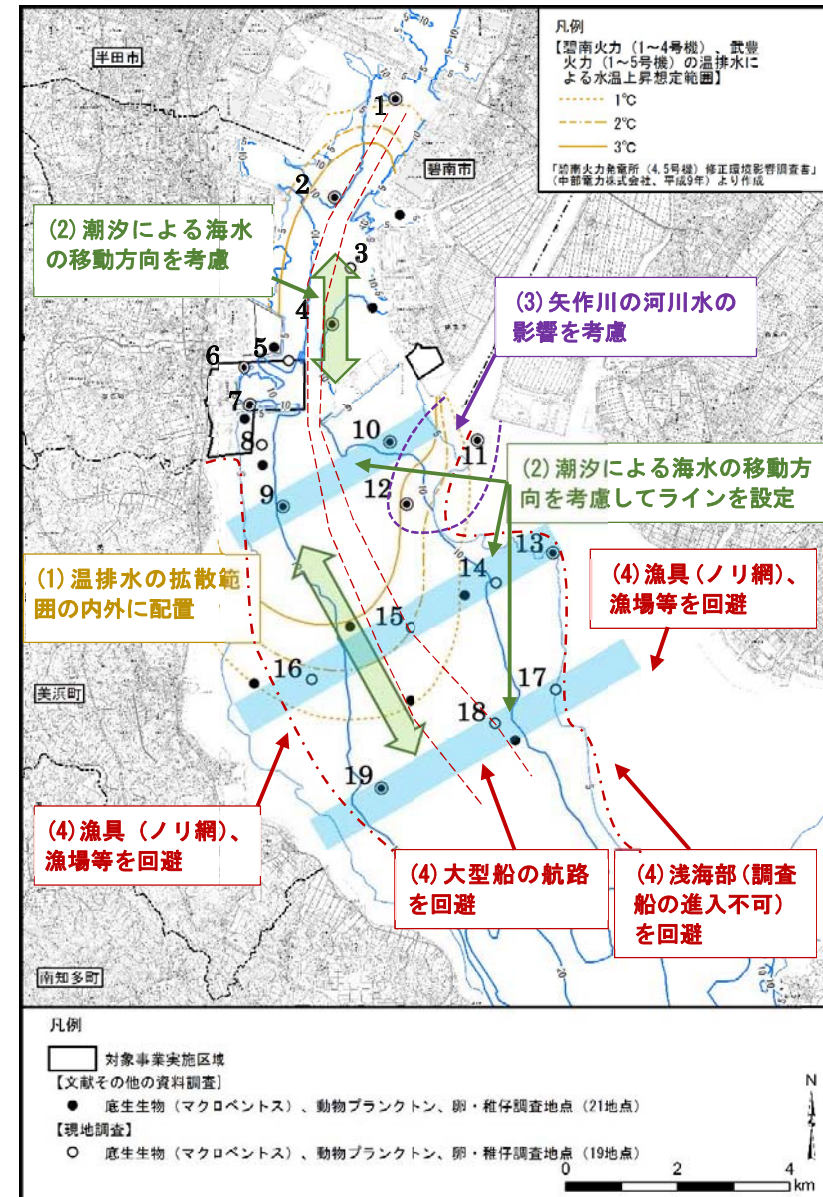 凡例
【碧南火力（1～4号機）、武豊
火力（1～5号機）の温排水に
よる水温上昇想定範囲】
1℃
2℃
3℃
「碧南火力発電所（4,5号機）修正環境影響調査書」
（中部電力株式会社、平成9年）より作成
半田市
碧南市
1
2
3
4
5
6
7
8
9
10
11
12
13
14
15
16
17
18
19
(2)潮汐による海水
の移動方向を考慮
(3)矢作川の河川水の
影響を考慮
(2)潮汐による海水の移動方
向を考慮してラインを設定
(1)温排水の拡散範
囲の内外に配置
(4)漁具(ノリ網)、
漁場等を回避
美浜町
(4)漁具（ノリ網)、
漁場等を回避
(4)大型船の航路
を回避
(4)浅海部(調査
船の進入不可)
を回避
南知多町
凡例
対象事業実施区域
【文献その他の資料調査】
● 底生生物（マクロベントス）、動物プランクトン、卵・稚仔調査地点（21地点）
【現地調査】
○ 底生生物（マクロベントス）、動物プランクトン、卵・稚仔調査地点（19地点）
N
0 2 4
km